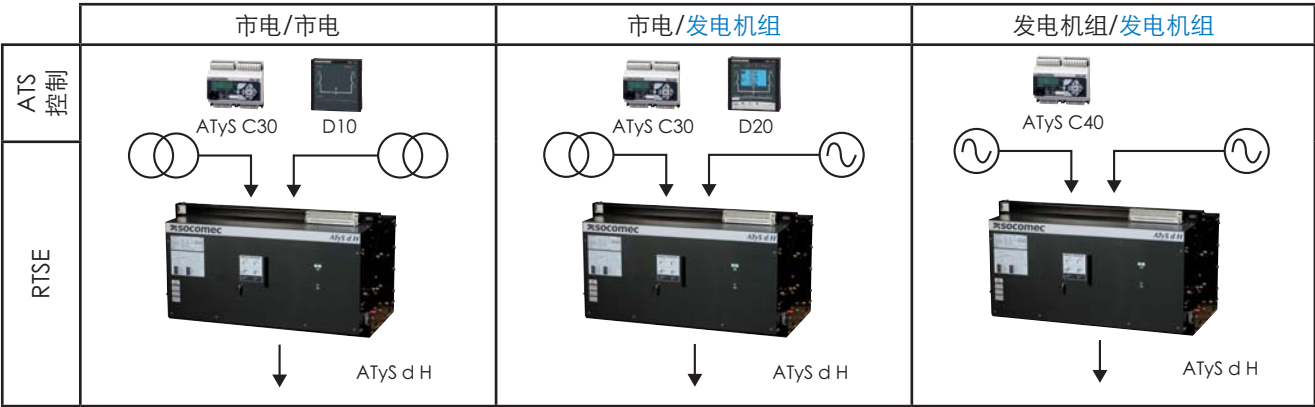 市电/市电
市电/发电机组
发电机组/发电机组
ATS
控制
ATyS C30
D10
ATyS C30
D20
ATyS C40
RTSE
socomec
ATyS d H
socomec
ATyS d H
socomec
ATyS d H
ATyS d H
ATyS d H
ATyS d H